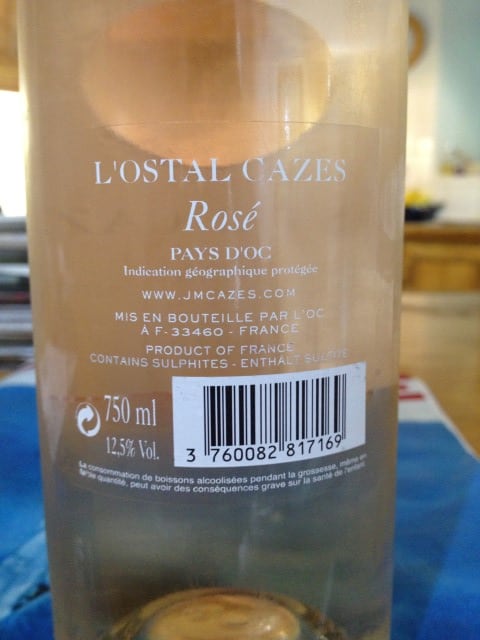 L'OSTAL CAZES
Rosé
PAYS D'OC
Indication géographique protégée
WWW.JMCAZES.COM
MIS EN BOUTEILLE PAR L'OC
À F-33460 - FRANCE
PRODUCT OF FRANCE
CONTAINS SULPHITES - ENTHÄLT SULFITE
750 ml
12,5% Vol.
3 760082 817169
La consommation de boissons alcoolisées pendant la grossesse, même en
faible quantité, peut avoir des conséquences grave sur la santé de l'enfant.